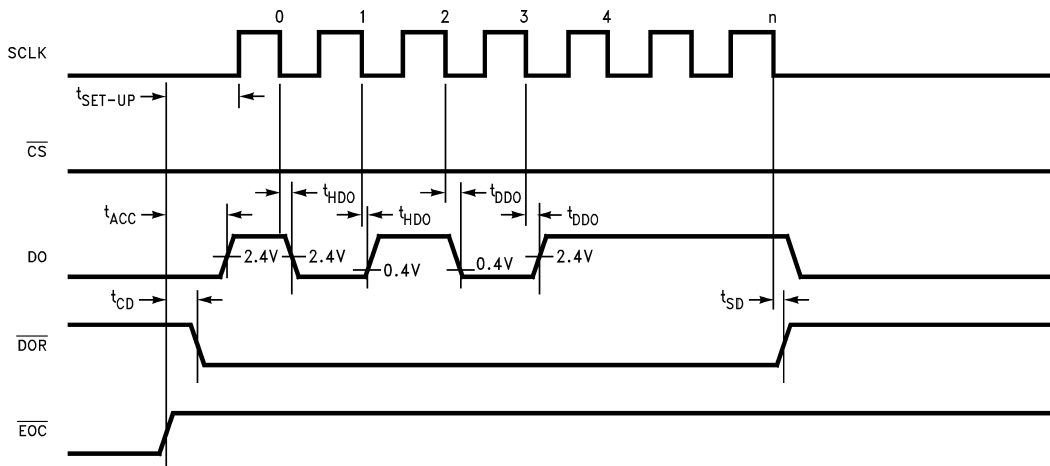 0 1 2 3 4 n
SCLK
tSET-UP
CS
tHDO tDDO
tACC tHDO tDDO
DO 2.4V 2.4V 0.4V 0.4V 2.4V
tCD tSD
DOR
EOC